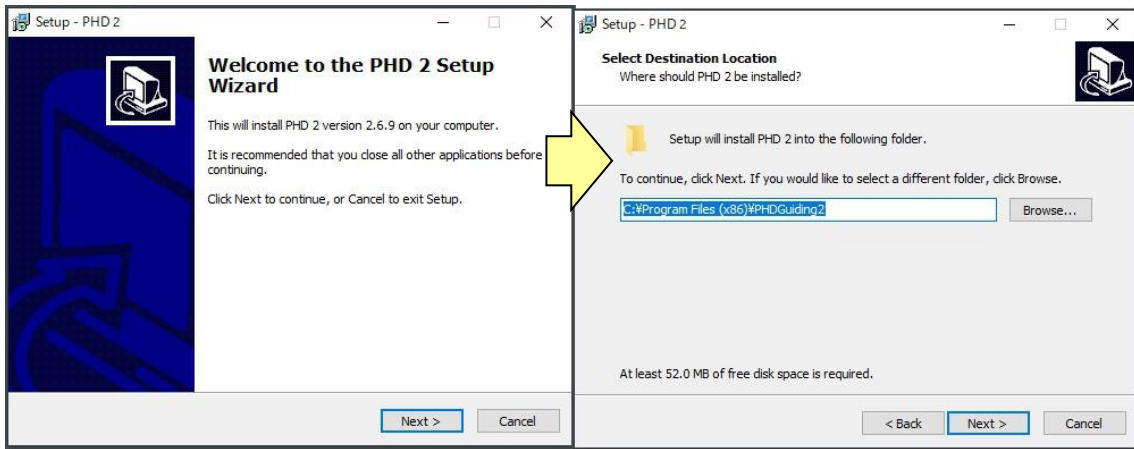 Setup - PHD 2
Welcome to the PHD 2 Setup
Wizard
This will install PHD 2 version 2.6.9 on your computer.
It is recommended that you close all other applications before
continuing.
Click Next to continue, or Cancel to exit Setup.
Next >
Cancel
Setup - PHD 2
Select Destination Location
Where should PHD 2 be installed?
Setup will install PHD 2 into the following folder.
To continue, click Next. If you would like to select a different folder, click Browse.
C:¥Program Files (x86)¥PHDGuiding2
Browse...
At least 52.0 MB of free disk space is required.
< Back
Next >
Cancel